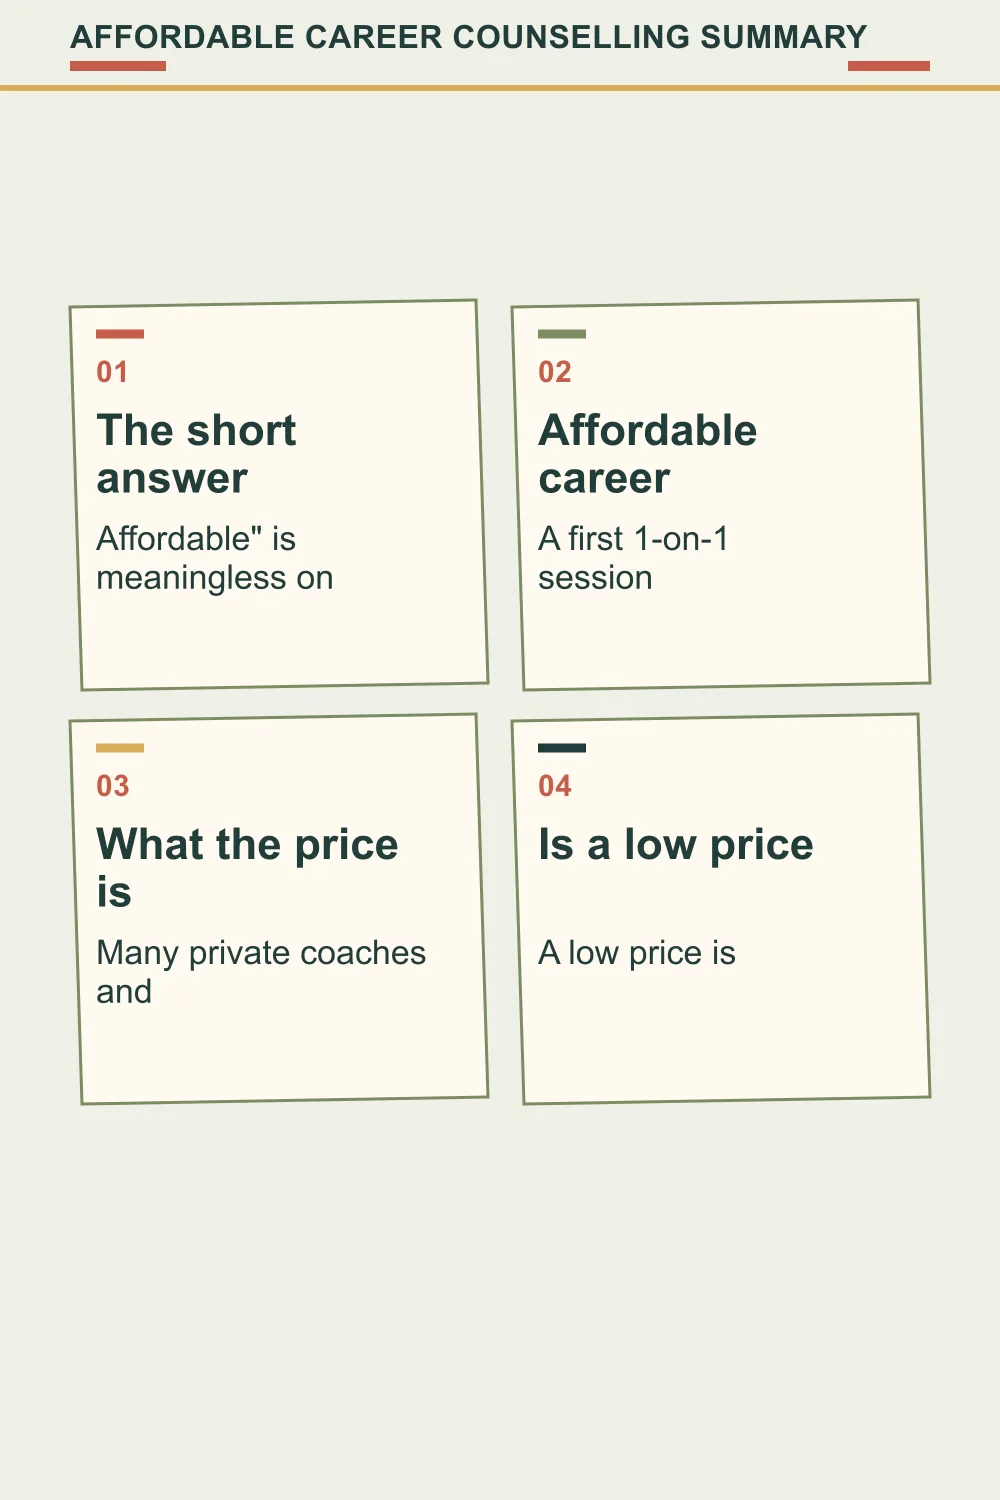 AFFORDABLE CAREER COUNSELLING SUMMARY
01
The short
answer
Affordable" is
meaningless on
02
Affordable
career
A first 1-on-1
session
03
What the price
is
Many private coaches
and
04
Is a low price
A low price is